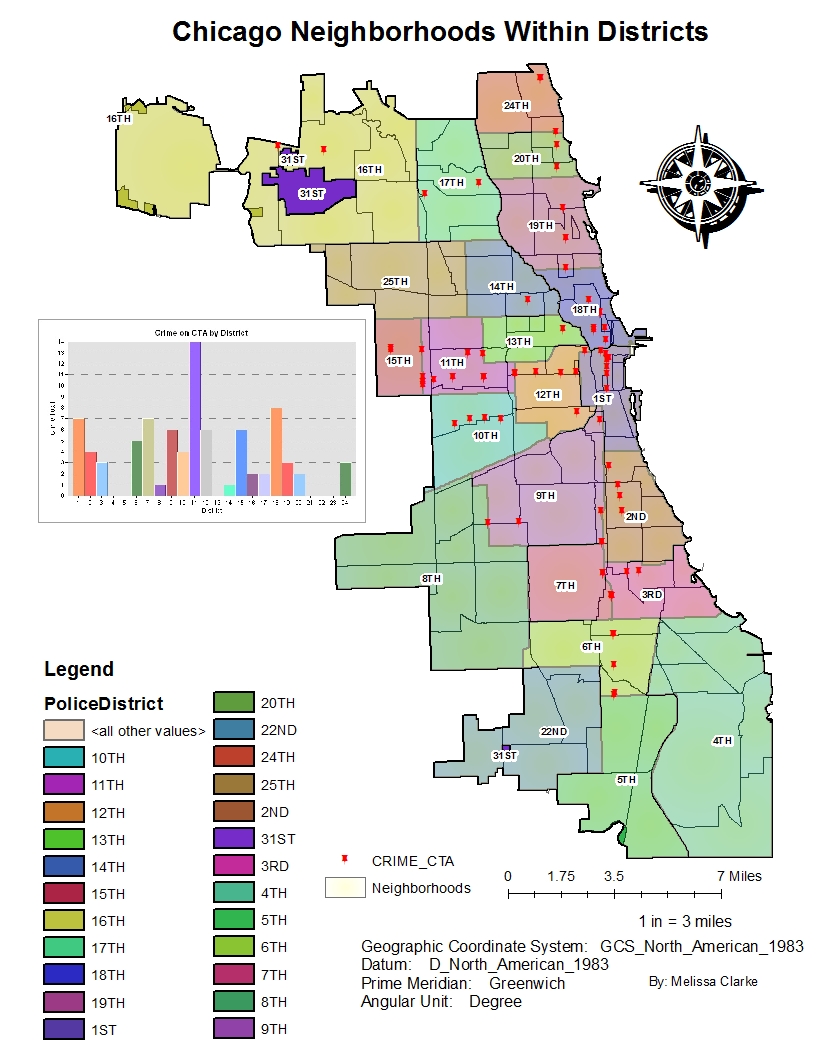 Chicago Neighborhoods Within Districts
24TH
16TH
20TH
31ST
16TH
17TH
31ST
19TH
25TH
14TH
18TH
Crime on CTA by District
13TH
15TH
11TH
12TH
1ST
10TH
District
9TH
2ND
8TH
7TH
3RD
6TH
22ND
4TH
31ST
5TH
Legend
PoliceDistrict
<all other values>
10TH
11TH
12TH
13TH
14TH
15TH
16TH
17TH
18TH
19TH
1ST
20TH
22ND
24TH
25TH
2ND
31ST
3RD
4TH
5TH
6TH
7TH
8TH
9TH
CRIME_CTA
Neighborhoods
0 1.75 3.5 7 Miles
1 in = 3 miles
Geographic Coordinate System: GCS_North_American_1983
Datum: D_North_American_1983
Prime Meridian: Greenwich
Angular Unit: Degree
By: Melissa Clarke